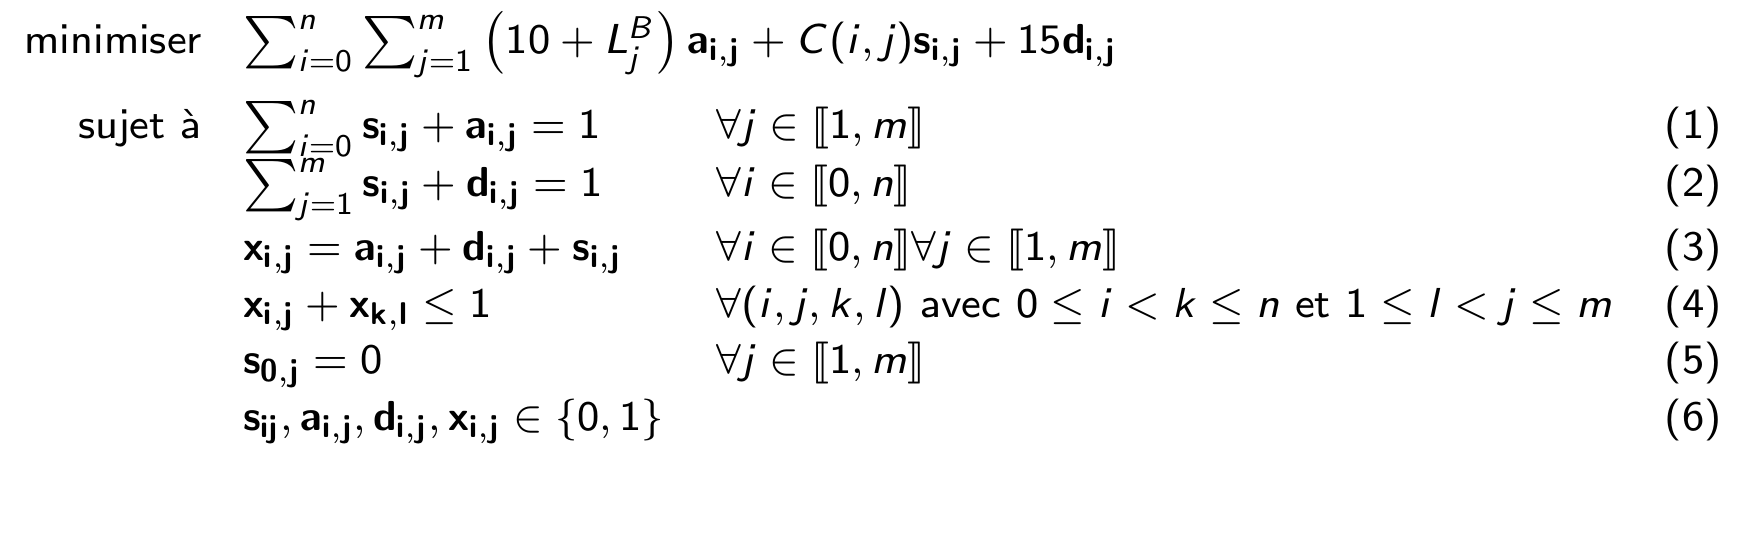 minimiser ∑_{i=0}^{n} ∑_{j=1}^{m} (10 + L_j^B) a_{i,j} + C(i, j)s_{i,j} + 15d_{i,j}
sujet à ∑_{i=0}^{n} s_{i,j} + a_{i,j} = 1 ∀j ∈ ⟦1, m⟧ (1)
∑_{j=1}^{m} s_{i,j} + d_{i,j} = 1 ∀i ∈ ⟦0, n⟧ (2)
x_{i,j} = a_{i,j} + d_{i,j} + s_{i,j} ∀i ∈ ⟦0, n⟧∀j ∈ ⟦1, m⟧ (3)
x_{i,j} + x_{k,l} ≤ 1 ∀(i, j, k, l) avec 0 ≤ i < k ≤ n et 1 ≤ l < j ≤ m (4)
s_{0,j} = 0 ∀j ∈ ⟦1, m⟧ (5)
s_{ij}, a_{i,j}, d_{i,j}, x_{i,j} ∈ {0, 1} (6)